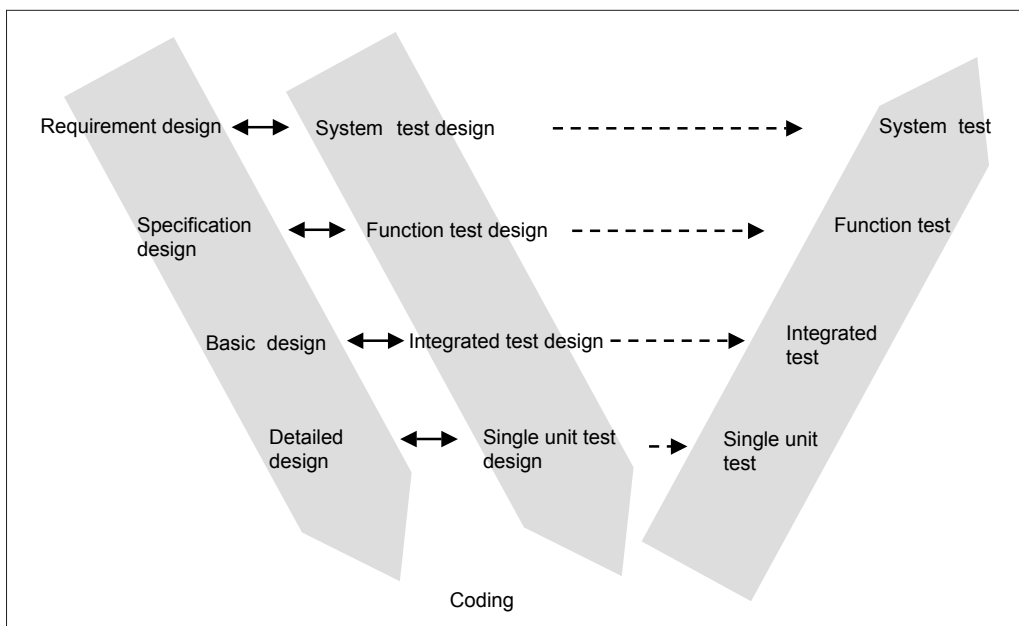 Requirement design
System test design
System test
Specification
design
Function test design
Function test
Basic design
Integrated test design
Integrated
test
Detailed
design
Single unit test
design
Single unit
test
Coding